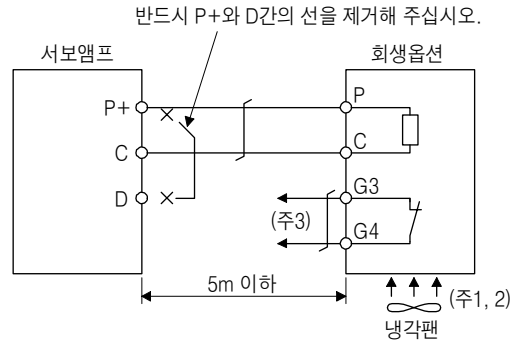 반드시 P+와 D간의 선을 제거해 주십시오.
서보앰프
회생옵션
P+
P
C
C
D
G3
(주3)
G4
5m 이하
(주1, 2)
냉각팬